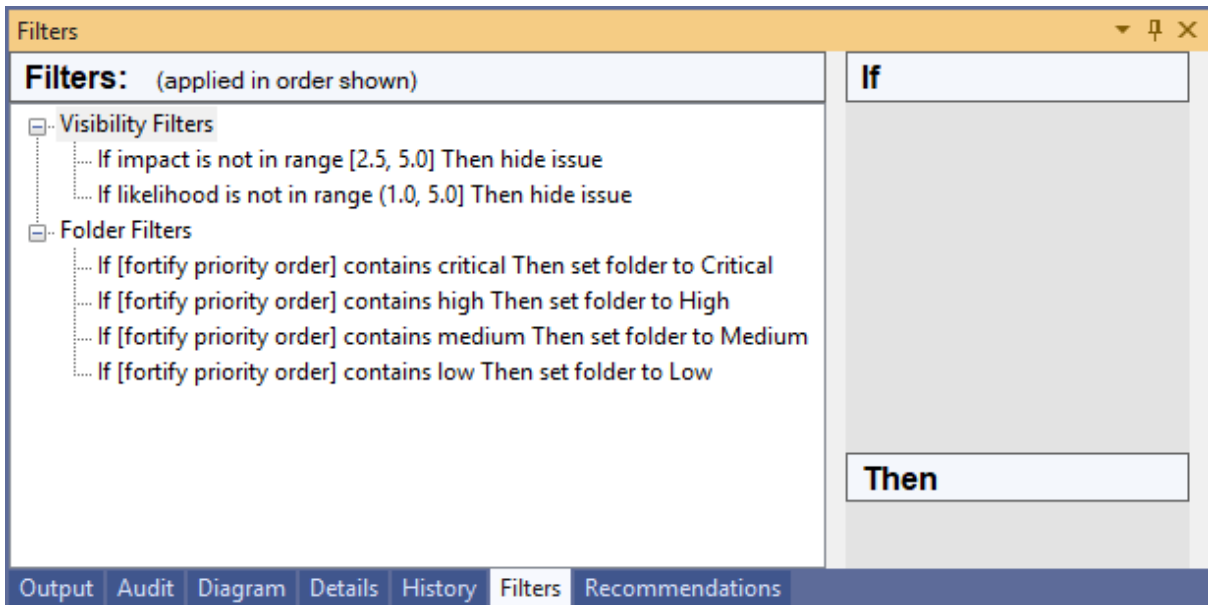 Filters
Filters: (applied in order shown)
If
Visibility Filters
If impact is not in range [2.5, 5.0] Then hide issue
If likelihood is not in range (1.0, 5.0] Then hide issue
Folder Filters
If [fortify priority order] contains critical Then set folder to Critical
If [fortify priority order] contains high Then set folder to High
If [fortify priority order] contains medium Then set folder to Medium
If [fortify priority order] contains low Then set folder to Low
Then
Output Audit Diagram Details History Filters Recommendations